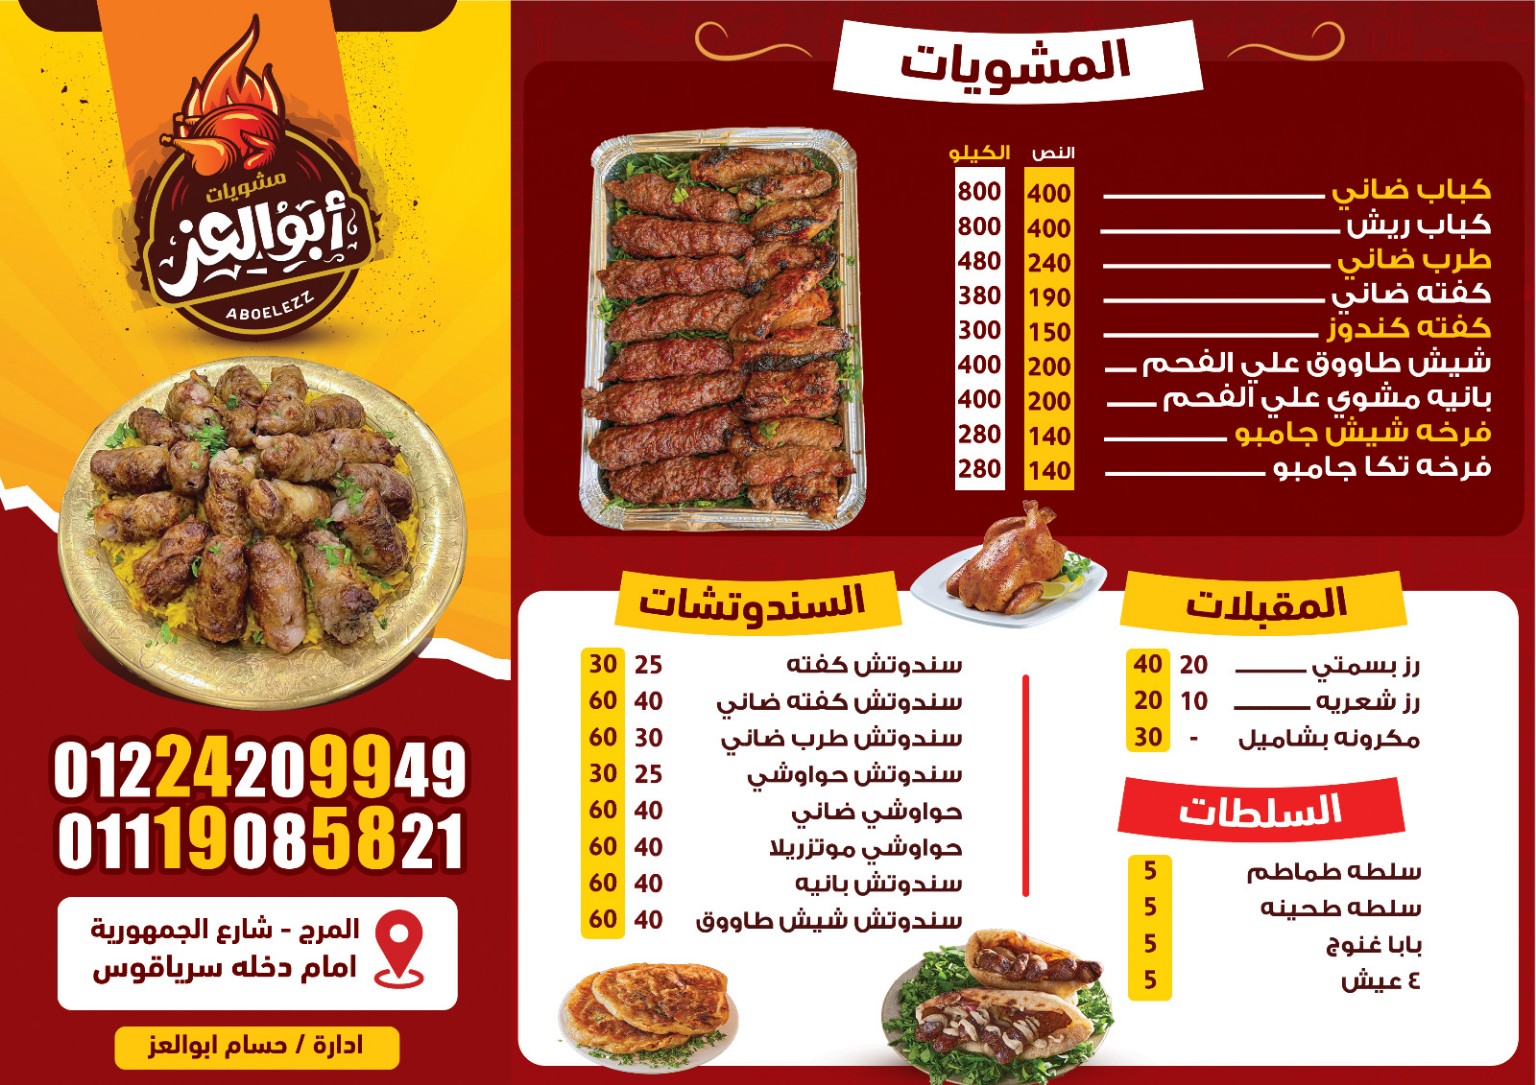 مشويات
أبوالعز
ABOELEZZ
01224209949
01119085821
المرج - شارع الجمهورية
امام دخله سرياقوس
ادارة / حسام ابوالعز
المشويات
النص الكيلو
كباب ضاني 400 800
كباب ريش 400 800
طرب ضاني 240 480
كفته ضاني 190 380
كفته كندوز 150 300
شيش طاووق علي الفحم 200 400
بانيه مشوي علي الفحم 200 400
فرخه شيش جامبو 140 280
فرخه تكا جامبو 140 280
المقبلات
رز بسمتي 20 40
رز شعريه 10 20
مكرونه بشاميل - 30
السلطات
سلطه طماطم 5
سلطه طحينه 5
بابا غنوج 5
٤ عيش 5
السندوتشات
سندوتش كفته 25 30
سندوتش كفته ضاني 40 60
سندوتش طرب ضاني 30 60
سندوتش حواوشي 25 30
حواوشي ضاني 40 60
حواوشي موتزريلا 40 60
سندوتش بانيه 40 60
سندوتش شيش طاووق 40 60